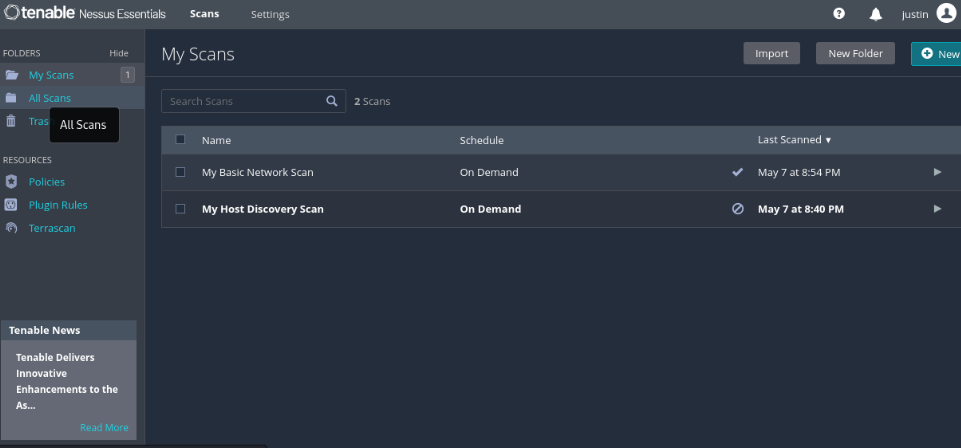 tenable Nessus Essentials Scans Settings justin
FOLDERS Hide
My Scans 1
All Scans
Tras
All Scans
RESOURCES
Policies
Plugin Rules
Terrascan
Tenable News
Tenable Delivers
Innovative
Enhancements to the
As...
Read More
My Scans Import New Folder New
Search Scans 2 Scans
Name Schedule Last Scanned ▼
My Basic Network Scan On Demand May 7 at 8:54 PM
My Host Discovery Scan On Demand May 7 at 8:40 PM